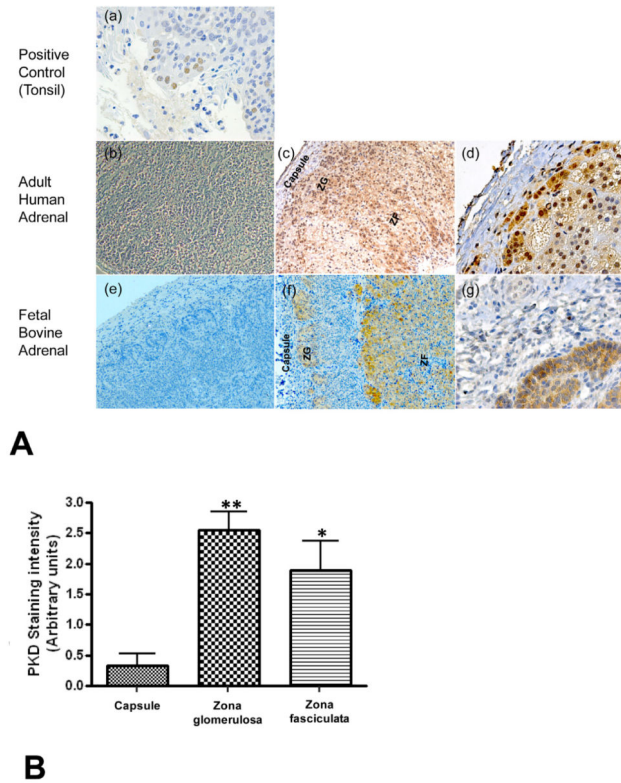 (a)
Positive
Control
(Tonsil)
(b)
(c)
(d)
Capsule
ZG
ZF
Adult
Human
Adrenal
(e)
(f)
(g)
Capsule
ZG
ZF
Fetal
Bovine
Adrenal
A
PKD Staining intensity
(Arbitrary units)
3.0
2.5
2.0
1.5
1.0
0.5
0.0
**
*
Capsule
Zona
glomerulosa
Zona
fasciculata
B